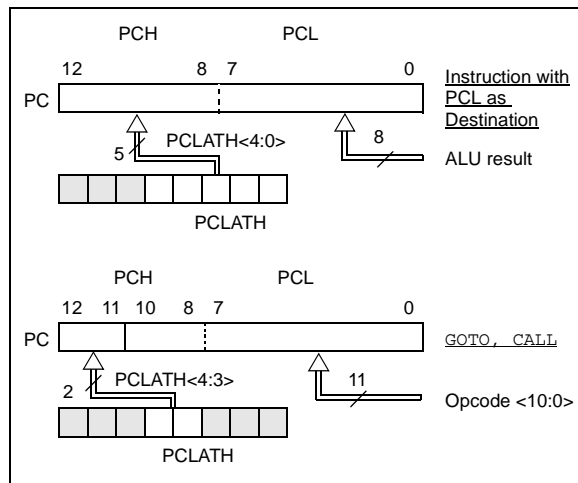 PCH PCL
12 8 7 0
PC
Instruction with
PCL as
Destination
5 PCLATH<4:0> 8
ALU result
PCLATH
PCH PCL
12 11 10 8 7 0
PC
GOTO, CALL
2 PCLATH<4:3> 11
Opcode <10:0>
PCLATH